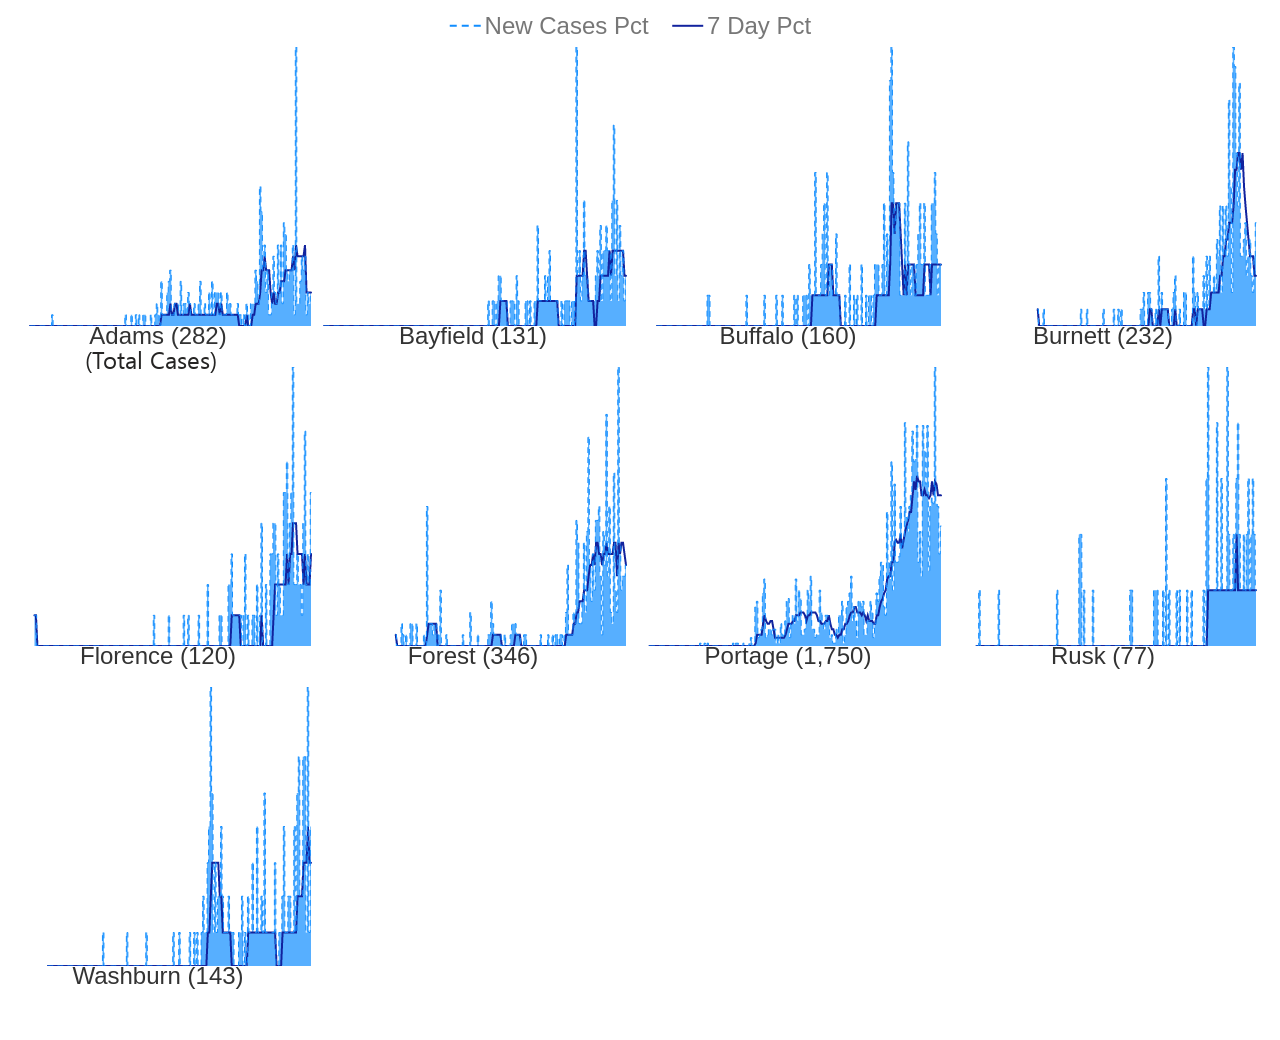 New Cases Pct 7 Day Pct
Adams (282) Bayfield (131) Buffalo (160) Burnett (232)
(Total Cases)
Florence (120) Forest (346) Portage (1,750) Rusk (77)
Washburn (143)